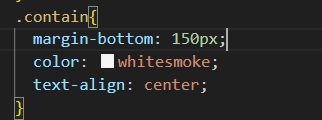 .contain{
margin-bottom: 150px;
color: whitesmoke;
text-align: center;
}